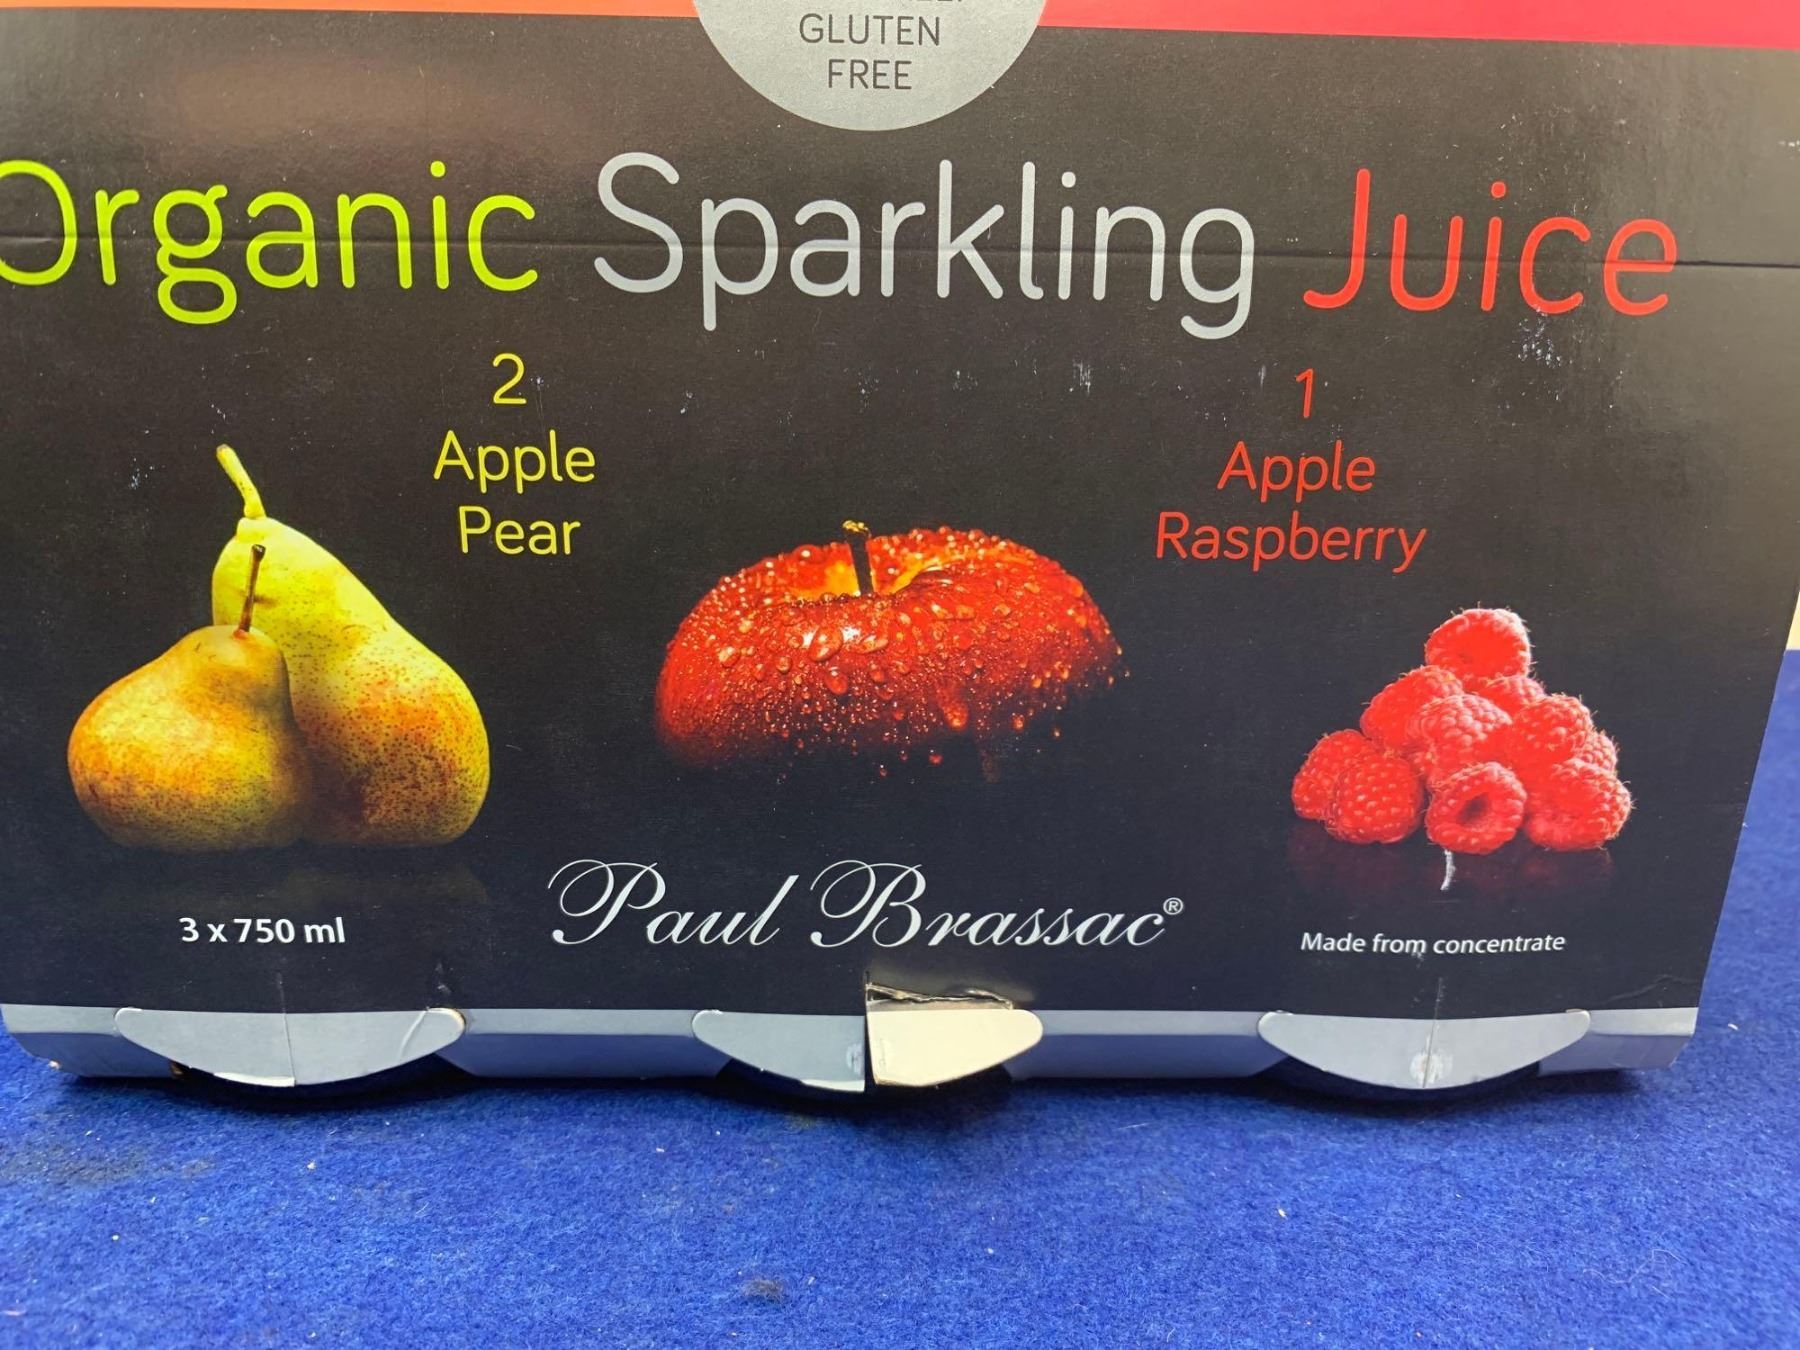 GLUTEN
FREE
Organic Sparkling Juice
2
Apple
Pear
1
Apple
Raspberry
3 x 750 ml
Paul Brassac®
Made from concentrate